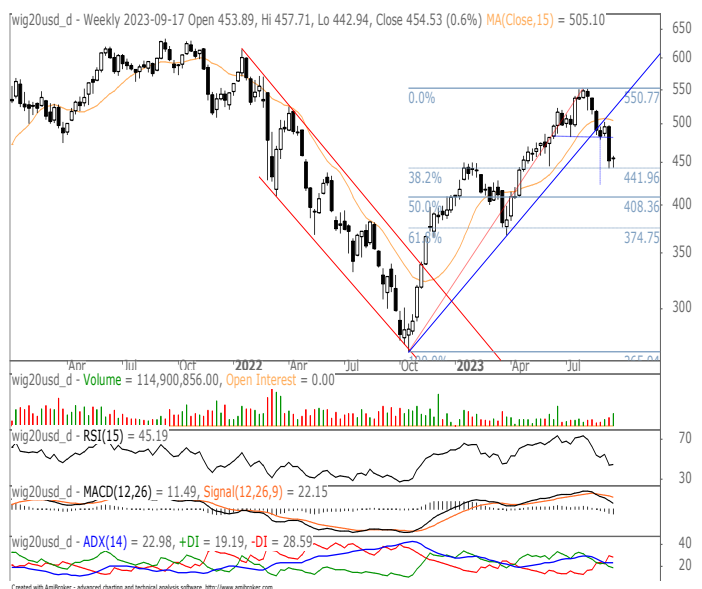 wig20usd_d - Weekly 2023-09-17 Open 453.89, Hi 457.71, Lo 442.94, Close 454.53 (0.6%) MA(Close,15) = 505.10
650
600
0.0% 550.77 550
500
450
38.2% 441.96
50.0% 408.36 400
61.8% 374.75
350
300
'Apr 'Jul 'Oct '2022 'Apr 'Jul 'Oct '2023 'Apr 'Jul
wig20usd_d - Volume = 114,900,856.00, Open Interest = 0.00
wig20usd_d - RSI(15) = 45.19
70
30
wig20usd_d - MACD(12,26) = 11.49, Signal(12,26,9) = 22.15
wig20usd_d - ADX(14) = 22.98, +DI = 19.19, -DI = 28.59
40
20
Created with AmiBroker - advanced charting and technical analysis software. http://www.amibroker.com